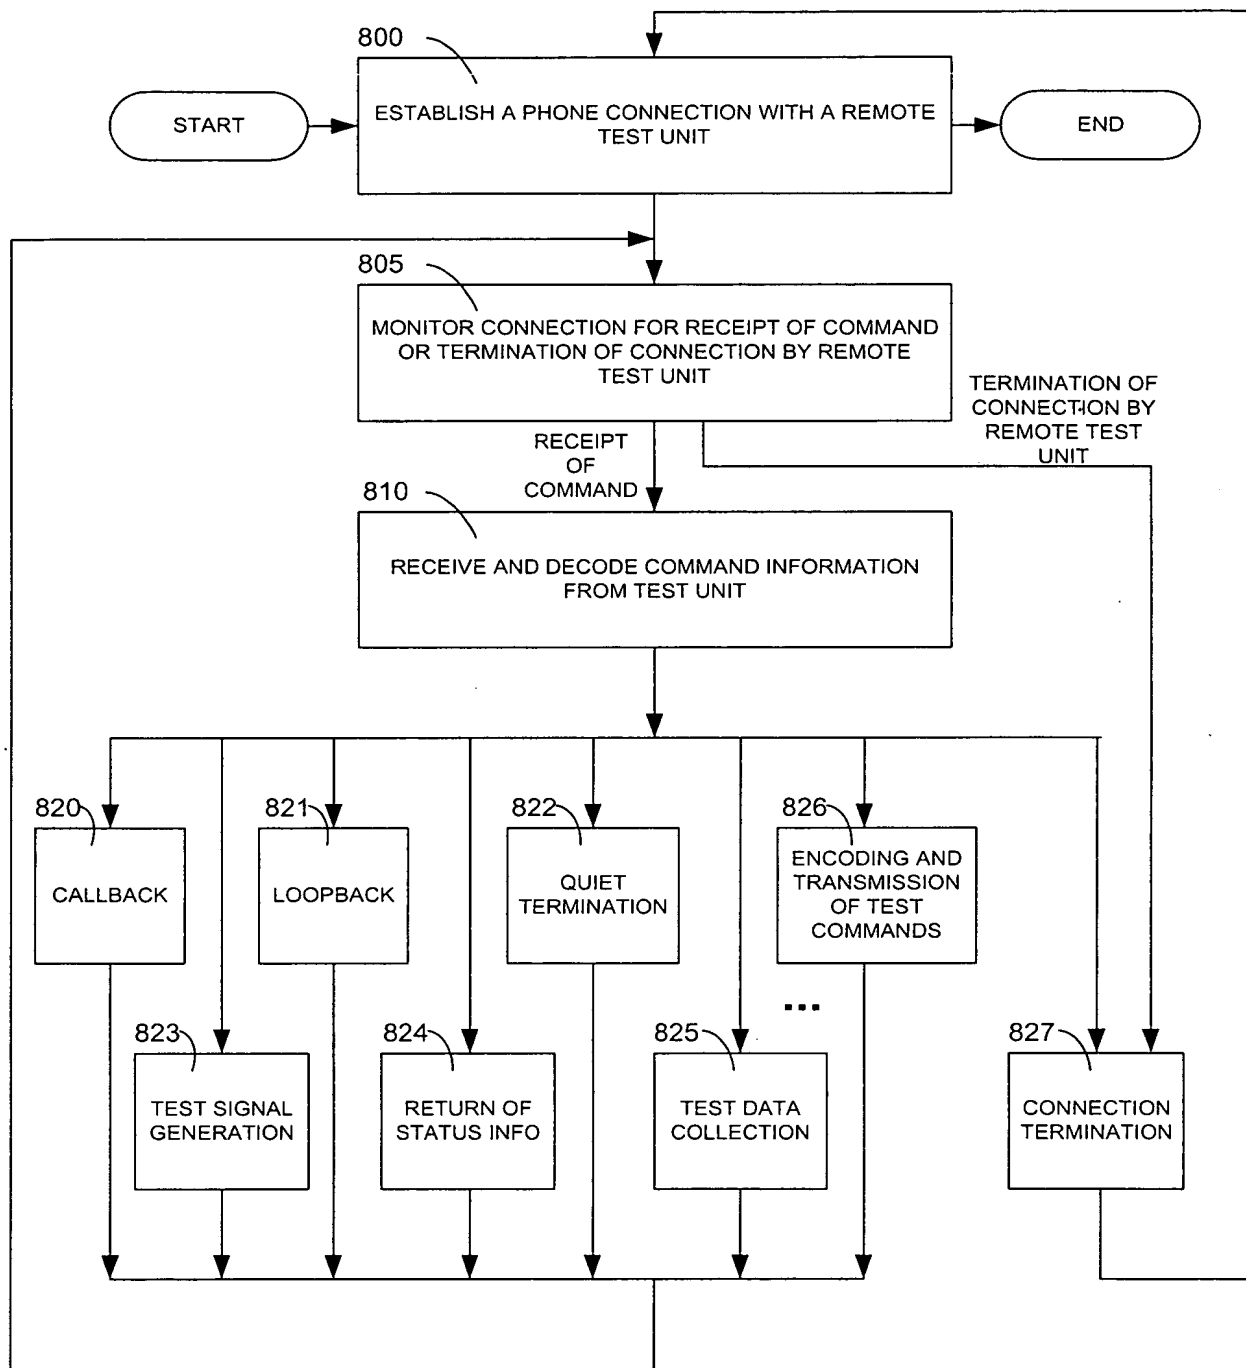 800
START
ESTABLISH A PHONE CONNECTION WITH A REMOTE
TEST UNIT
END
805
MONITOR CONNECTION FOR RECEIPT OF COMMAND
OR TERMINATION OF CONNECTION BY REMOTE
TEST UNIT
TERMINATION OF
CONNECTION BY
REMOTE TEST
UNIT
RECEIPT
OF
COMMAND
810
RECEIVE AND DECODE COMMAND INFORMATION
FROM TEST UNIT
820
CALLBACK
821
LOOPBACK
822
QUIET
TERMINATION
826
ENCODING AND
TRANSMISSION
OF TEST
COMMANDS
...
823
TEST SIGNAL
GENERATION
824
RETURN OF
STATUS INFO
825
TEST DATA
COLLECTION
827
CONNECTION
TERMINATION